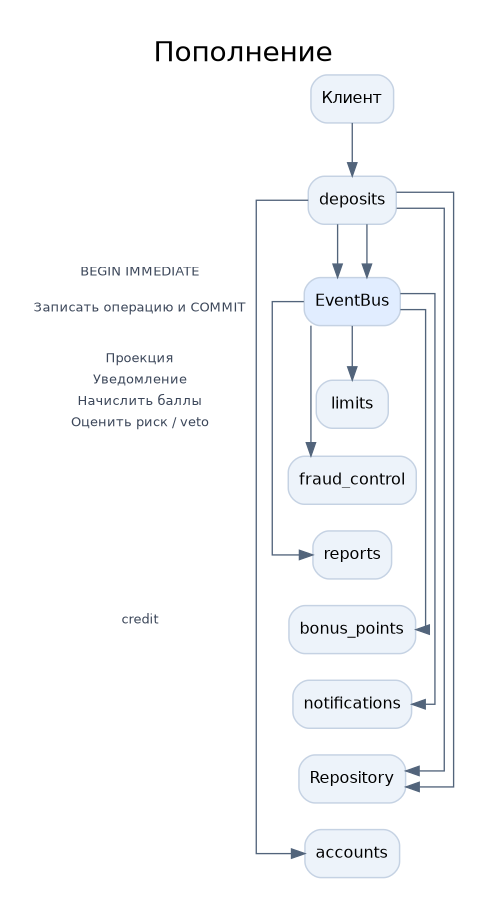 Пополнение
Клиент
deposits
BEGIN IMMEDIATE
EventBus
Записать операцию и COMMIT
Проекция
Уведомление
Начислить баллы
Оценить риск / veto
limits
fraud_control
reports
credit
bonus_points
notifications
Repository
accounts